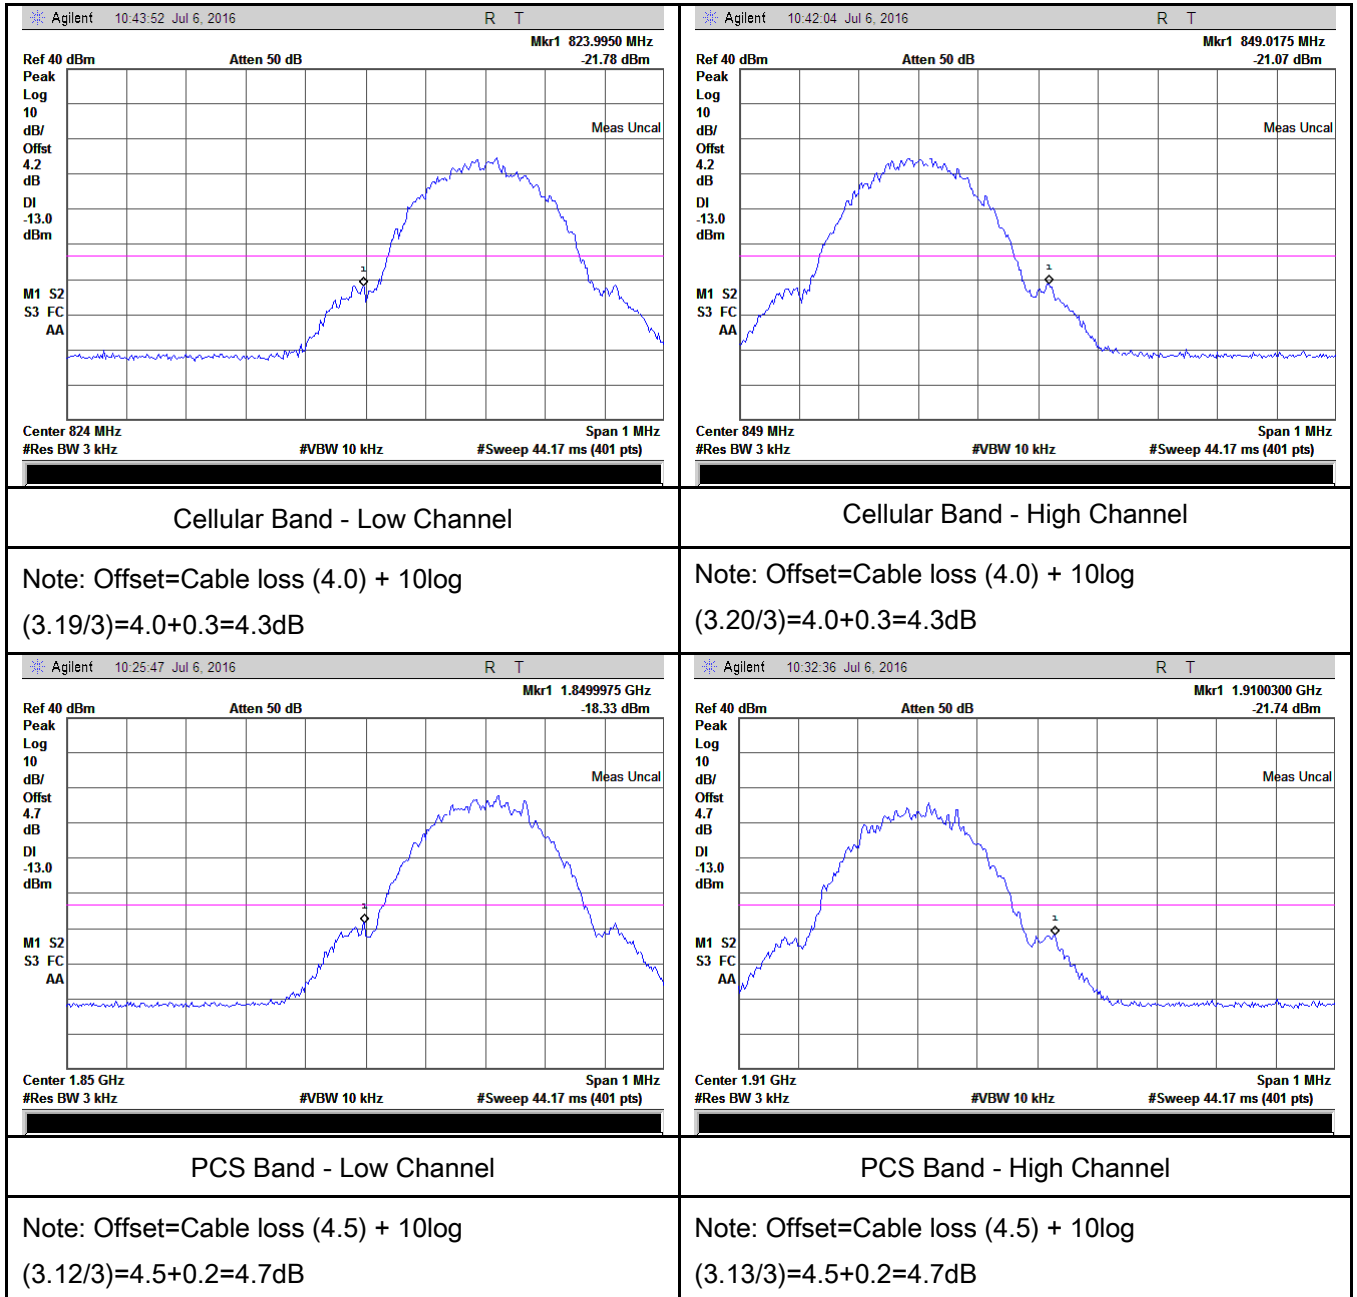 Agilent 10:43:52 Jul 6, 2016 R T
Mkr1 823.9950 MHz
Ref 40 dBm Atten 50 dB -21.78 dBm
Peak
Log
10
dB/
Offst
4.2
dB
DI
-13.0
dBm
Meas Uncal
1
M1 S2
S3 FC
AA
Center 824 MHz Span 1 MHz
#Res BW 3 kHz #VBW 10 kHz #Sweep 44.17 ms (401 pts)
Agilent 10:42:04 Jul 6, 2016 R T
Mkr1 849.0175 MHz
Ref 40 dBm Atten 50 dB -21.07 dBm
Peak
Log
10
dB/
Offst
4.2
dB
DI
-13.0
dBm
Meas Uncal
1
M1 S2
S3 FC
AA
Center 849 MHz Span 1 MHz
#Res BW 3 kHz #VBW 10 kHz #Sweep 44.17 ms (401 pts)
Cellular Band - Low Channel
Cellular Band - High Channel
Note: Offset=Cable loss (4.0) + 10log
(3.19/3)=4.0+0.3=4.3dB
Note: Offset=Cable loss (4.0) + 10log
(3.20/3)=4.0+0.3=4.3dB
Agilent 10:25:47 Jul 6, 2016 R T
Mkr1 1.8499975 GHz
Ref 40 dBm Atten 50 dB -18.33 dBm
Peak
Log
10
dB/
Offst
4.7
dB
DI
-13.0
dBm
Meas Uncal
1
M1 S2
S3 FC
AA
Center 1.85 GHz Span 1 MHz
#Res BW 3 kHz #VBW 10 kHz #Sweep 44.17 ms (401 pts)
Agilent 10:32:36 Jul 6, 2016 R T
Mkr1 1.9100300 GHz
Ref 40 dBm Atten 50 dB -21.74 dBm
Peak
Log
10
dB/
Offst
4.7
dB
DI
-13.0
dBm
Meas Uncal
1
M1 S2
S3 FC
AA
Center 1.91 GHz Span 1 MHz
#Res BW 3 kHz #VBW 10 kHz #Sweep 44.17 ms (401 pts)
PCS Band - Low Channel
PCS Band - High Channel
Note: Offset=Cable loss (4.5) + 10log
(3.12/3)=4.5+0.2=4.7dB
Note: Offset=Cable loss (4.5) + 10log
(3.13/3)=4.5+0.2=4.7dB